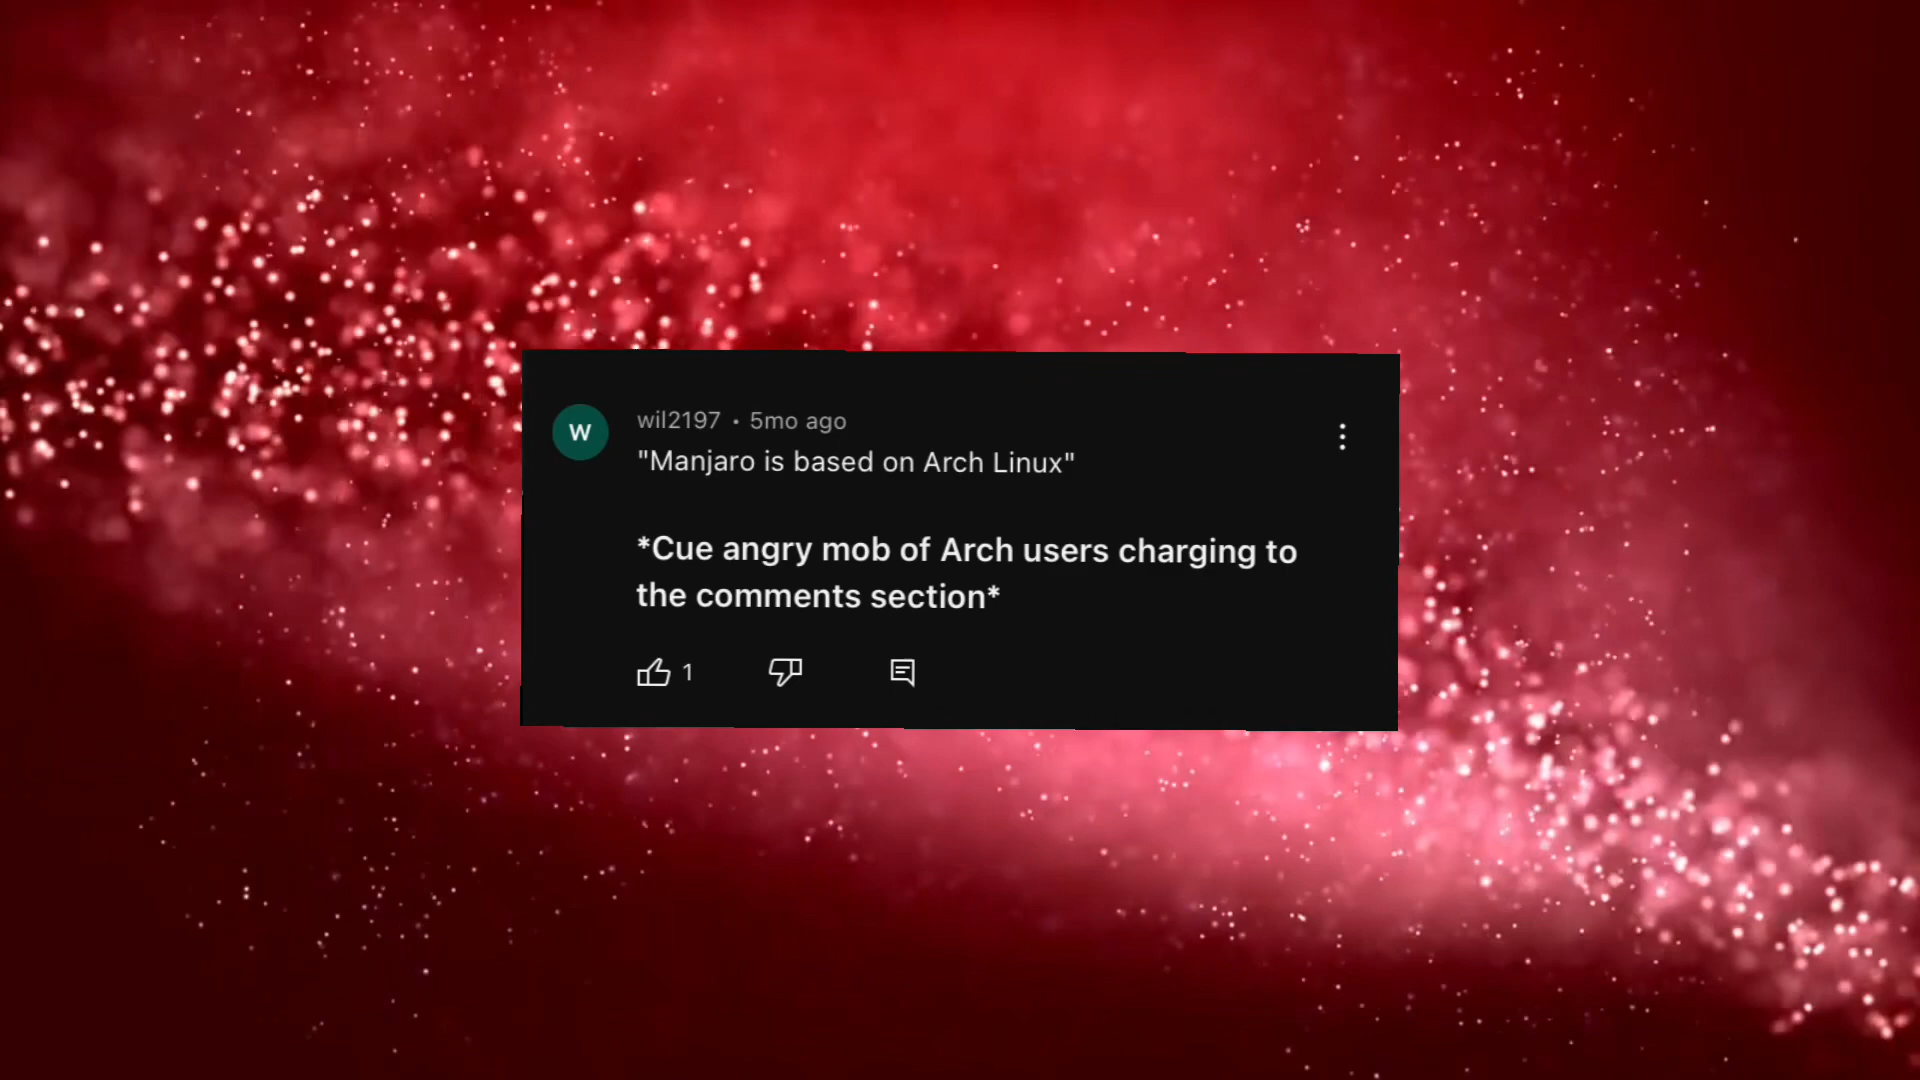 W
wil2197 • 5mo ago
"Manjaro is based on Arch Linux"
*Cue angry mob of Arch users charging to
the comments section*
1